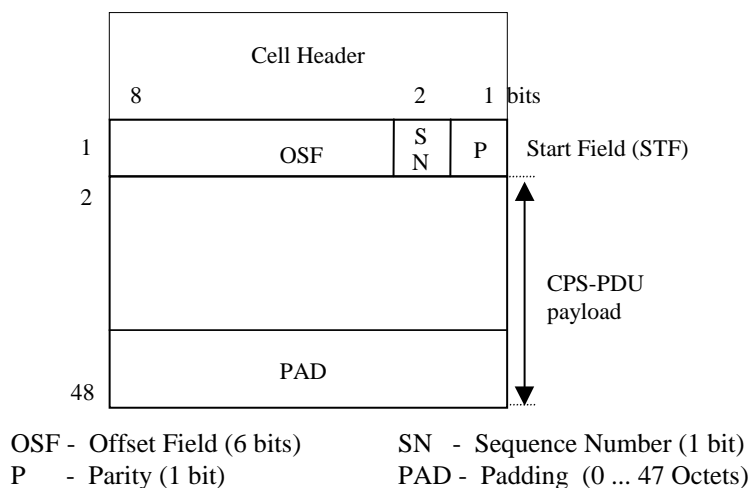 Cell Header
8 2 1 bits
1 OSF S N P Start Field (STF)
2
CPS-PDU
payload
PAD
48
OSF - Offset Field (6 bits) SN - Sequence Number (1 bit)
P - Parity (1 bit) PAD - Padding (0 ... 47 Octets)